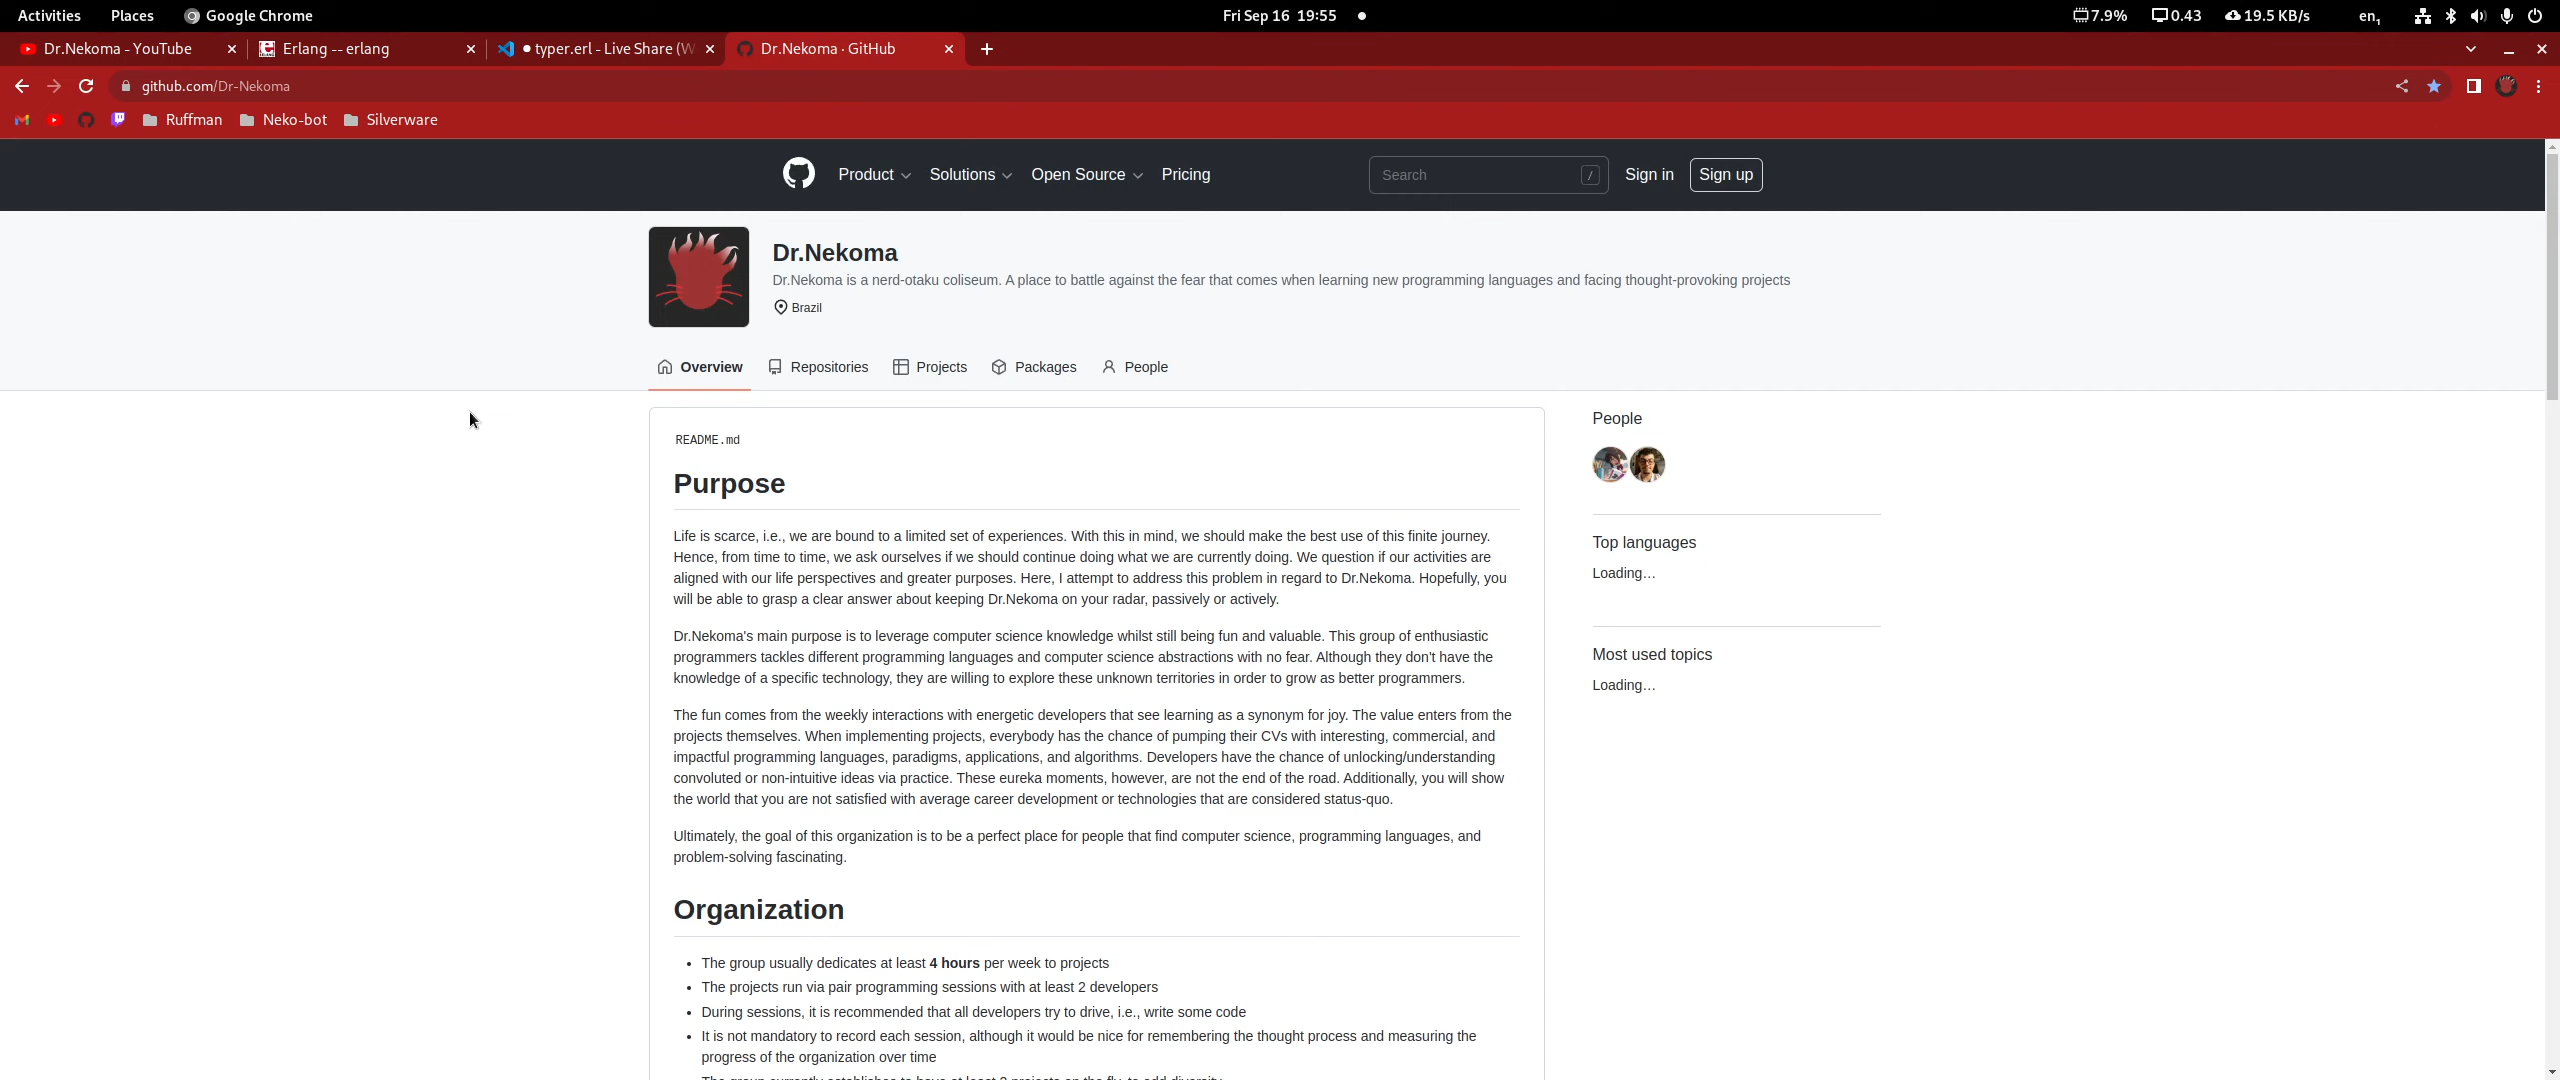 Activities Places Google Chrome Fri Sep 16 19:55 7.9% 0.43 19.5 KB/s en1
Dr.Nekoma - YouTube Erlang -- erlang typer.erl - Live Share (W Dr.Nekoma · GitHub
github.com/Dr-Nekoma
Ruffman Neko-bot Silverware
Product Solutions Open Source Pricing Search / Sign in Sign up
Dr.Nekoma
Dr.Nekoma is a nerd-otaku coliseum. A place to battle against the fear that comes when learning new programming languages and facing thought-provoking projects
Brazil
Overview Repositories Projects Packages People
README.md
Purpose
Life is scarce, i.e., we are bound to a limited set of experiences. With this in mind, we should make the best use of this finite journey.
Hence, from time to time, we ask ourselves if we should continue doing what we are currently doing. We question if our activities are
aligned with our life perspectives and greater purposes. Here, I attempt to address this problem in regard to Dr.Nekoma. Hopefully, you
will be able to grasp a clear answer about keeping Dr.Nekoma on your radar, passively or actively.
Dr.Nekoma's main purpose is to leverage computer science knowledge whilst still being fun and valuable. This group of enthusiastic
programmers tackles different programming languages and computer science abstractions with no fear. Although they don't have the
knowledge of a specific technology, they are willing to explore these unknown territories in order to grow as better programmers.
The fun comes from the weekly interactions with energetic developers that see learning as a synonym for joy. The value enters from the
projects themselves. When implementing projects, everybody has the chance of pumping their CVs with interesting, commercial, and
impactful programming languages, paradigms, applications, and algorithms. Developers have the chance of unlocking/understanding
convoluted or non-intuitive ideas via practice. These eureka moments, however, are not the end of the road. Additionally, you will show
the world that you are not satisfied with average career development or technologies that are considered status-quo.
Ultimately, the goal of this organization is to be a perfect place for people that find computer science, programming languages, and
problem-solving fascinating.
Organization
• The group usually dedicates at least 4 hours per week to projects
• The projects run via pair programming sessions with at least 2 developers
• During sessions, it is recommended that all developers try to drive, i.e., write some code
• It is not mandatory to record each session, although it would be nice for remembering the thought process and measuring the
progress of the organization over time
People
Top languages
Loading…
Most used topics
Loading…